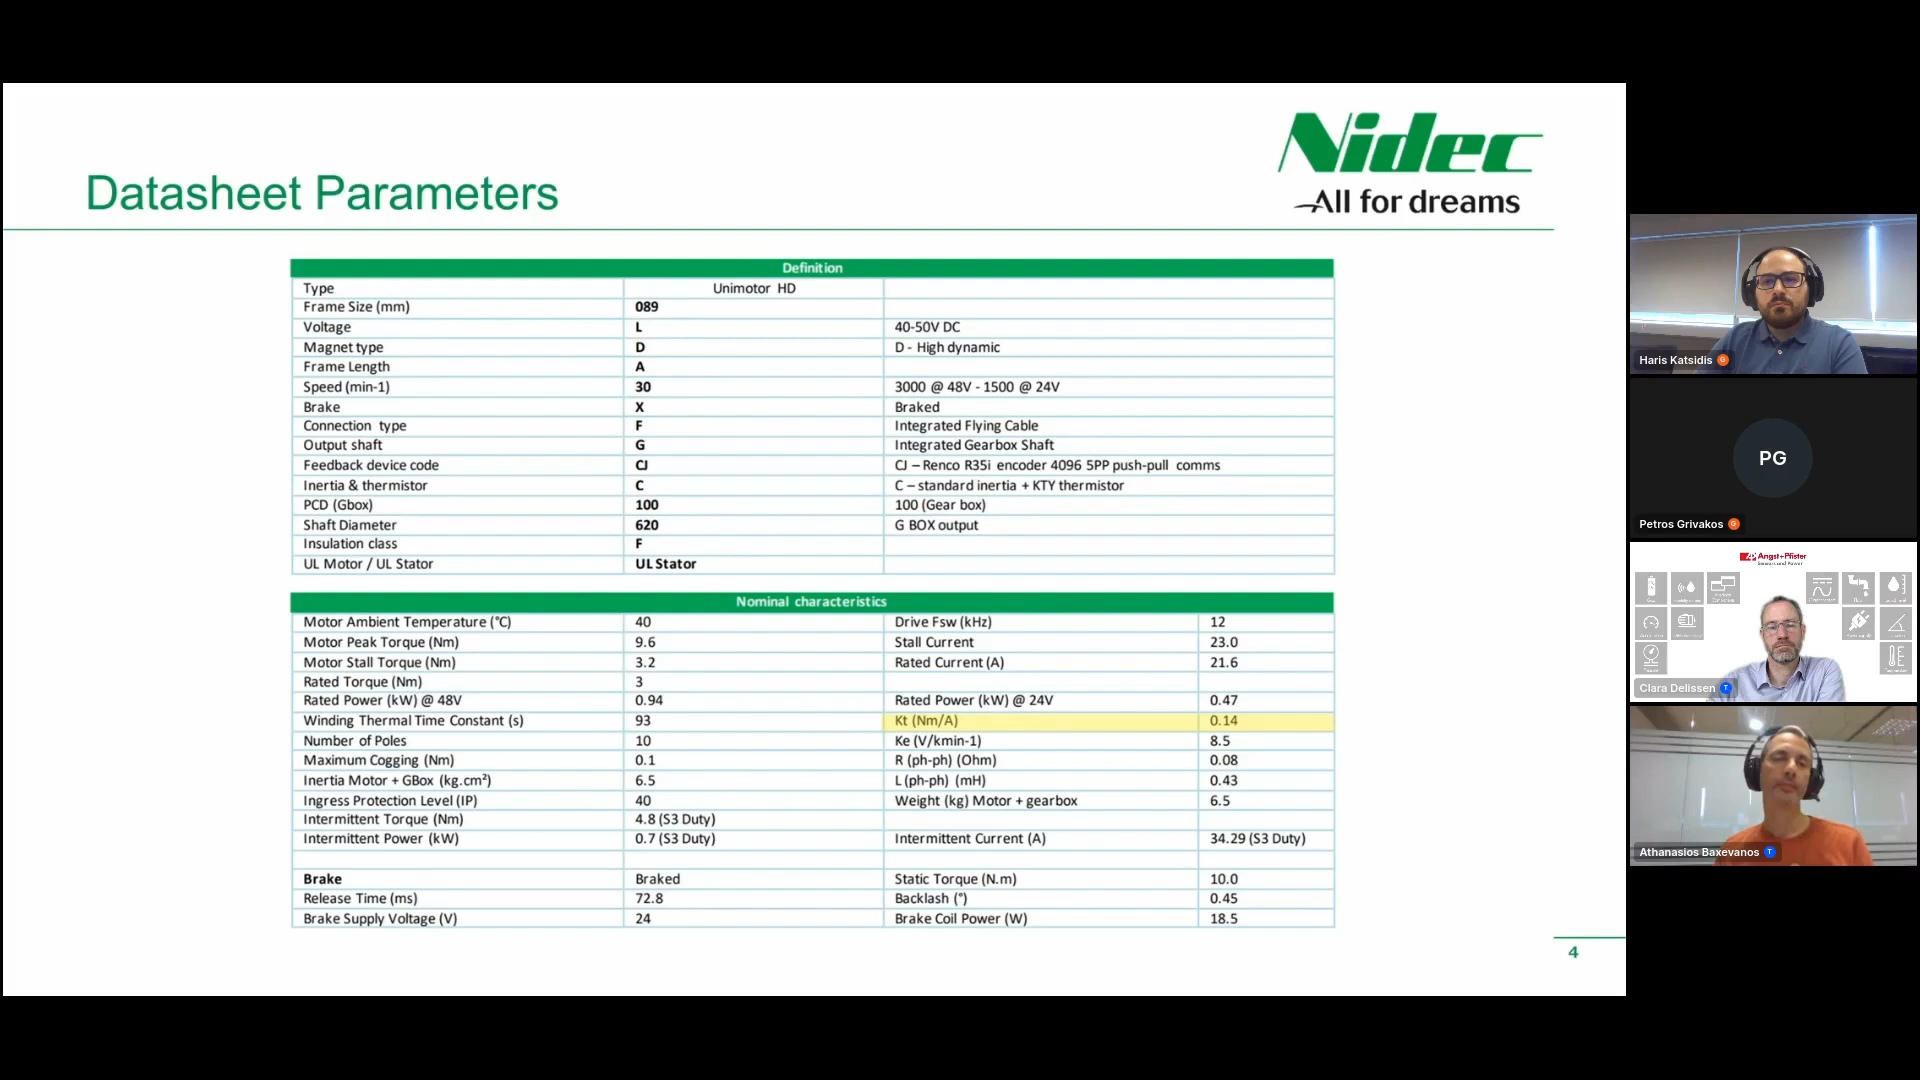 Nidec
All for dreams
Datasheet Parameters
Definition
Type Unimotor HD
Frame Size (mm) 089
Voltage L 40-50V DC
Magnet type D D - High dynamic
Frame Length A
Speed (min-1) 30 3000 @ 48V - 1500 @ 24V
Brake X Braked
Connection type F Integrated Flying Cable
Output shaft G Integrated Gearbox Shaft
Feedback device code CJ CJ – Renco R35i encoder 4096 5PP push-pull comms
Inertia & thermistor C C – standard inertia + KTY thermistor
PCD (Gbox) 100 100 (Gear box)
Shaft Diameter 620 G BOX output
Insulation class F
UL Motor / UL Stator UL Stator
Nominal characteristics
Motor Ambient Temperature (°C) 40 Drive Fsw (kHz) 12
Motor Peak Torque (Nm) 9.6 Stall Current 23.0
Motor Stall Torque (Nm) 3.2 Rated Current (A) 21.6
Rated Torque (Nm) 3
Rated Power (kW) @ 48V 0.94 Rated Power (kW) @ 24V 0.47
Winding Thermal Time Constant (s) 93 Kt (Nm/A) 0.14
Number of Poles 10 Ke (V/kmin-1) 8.5
Maximum Cogging (Nm) 0.1 R (ph-ph) (Ohm) 0.08
Inertia Motor + GBox (kg.cm²) 6.5 L (ph-ph) (mH) 0.43
Ingress Protection Level (IP) 40 Weight (kg) Motor + gearbox 6.5
Intermittent Torque (Nm) 4.8 (S3 Duty)
Intermittent Power (kW) 0.7 (S3 Duty) Intermittent Current (A) 34.29 (S3 Duty)
Brake Braked Static Torque (N.m) 10.0
Release Time (ms) 72.8 Backlash (°) 0.45
Brake Supply Voltage (V) 24 Brake Coil Power (W) 18.5
4
Haris Katsidis G
PG
Petros Grivakos G
Angst+Pfister
Sensors and Power
Clara Delissen T
Athanasios Baxevanos T